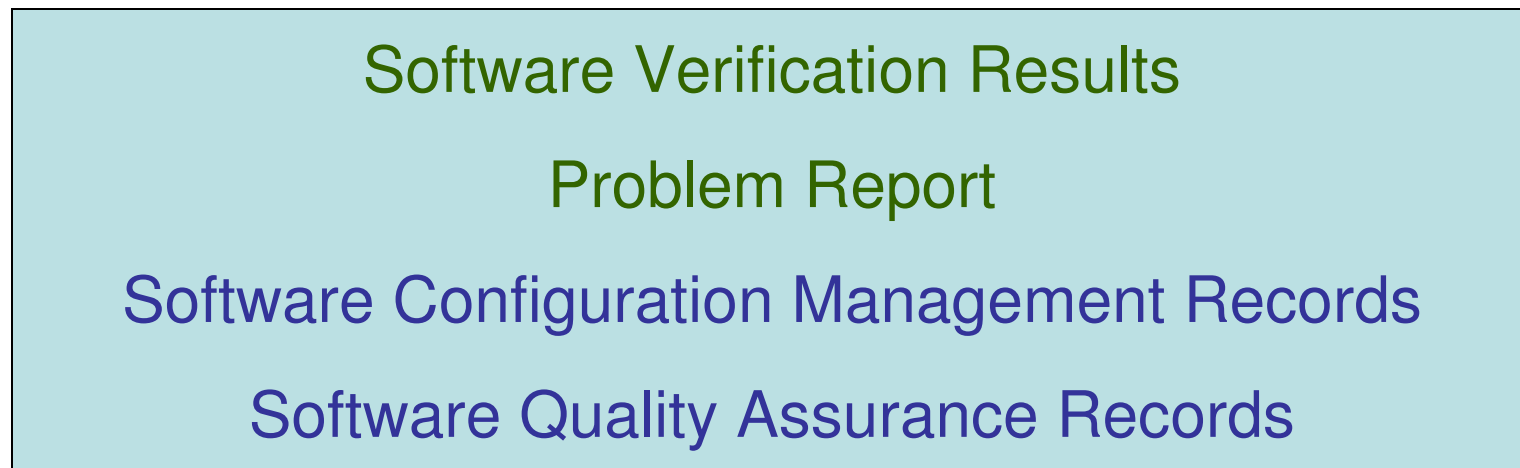 Software Verification Results
Problem Report
Software Configuration Management Records
Software Quality Assurance Records